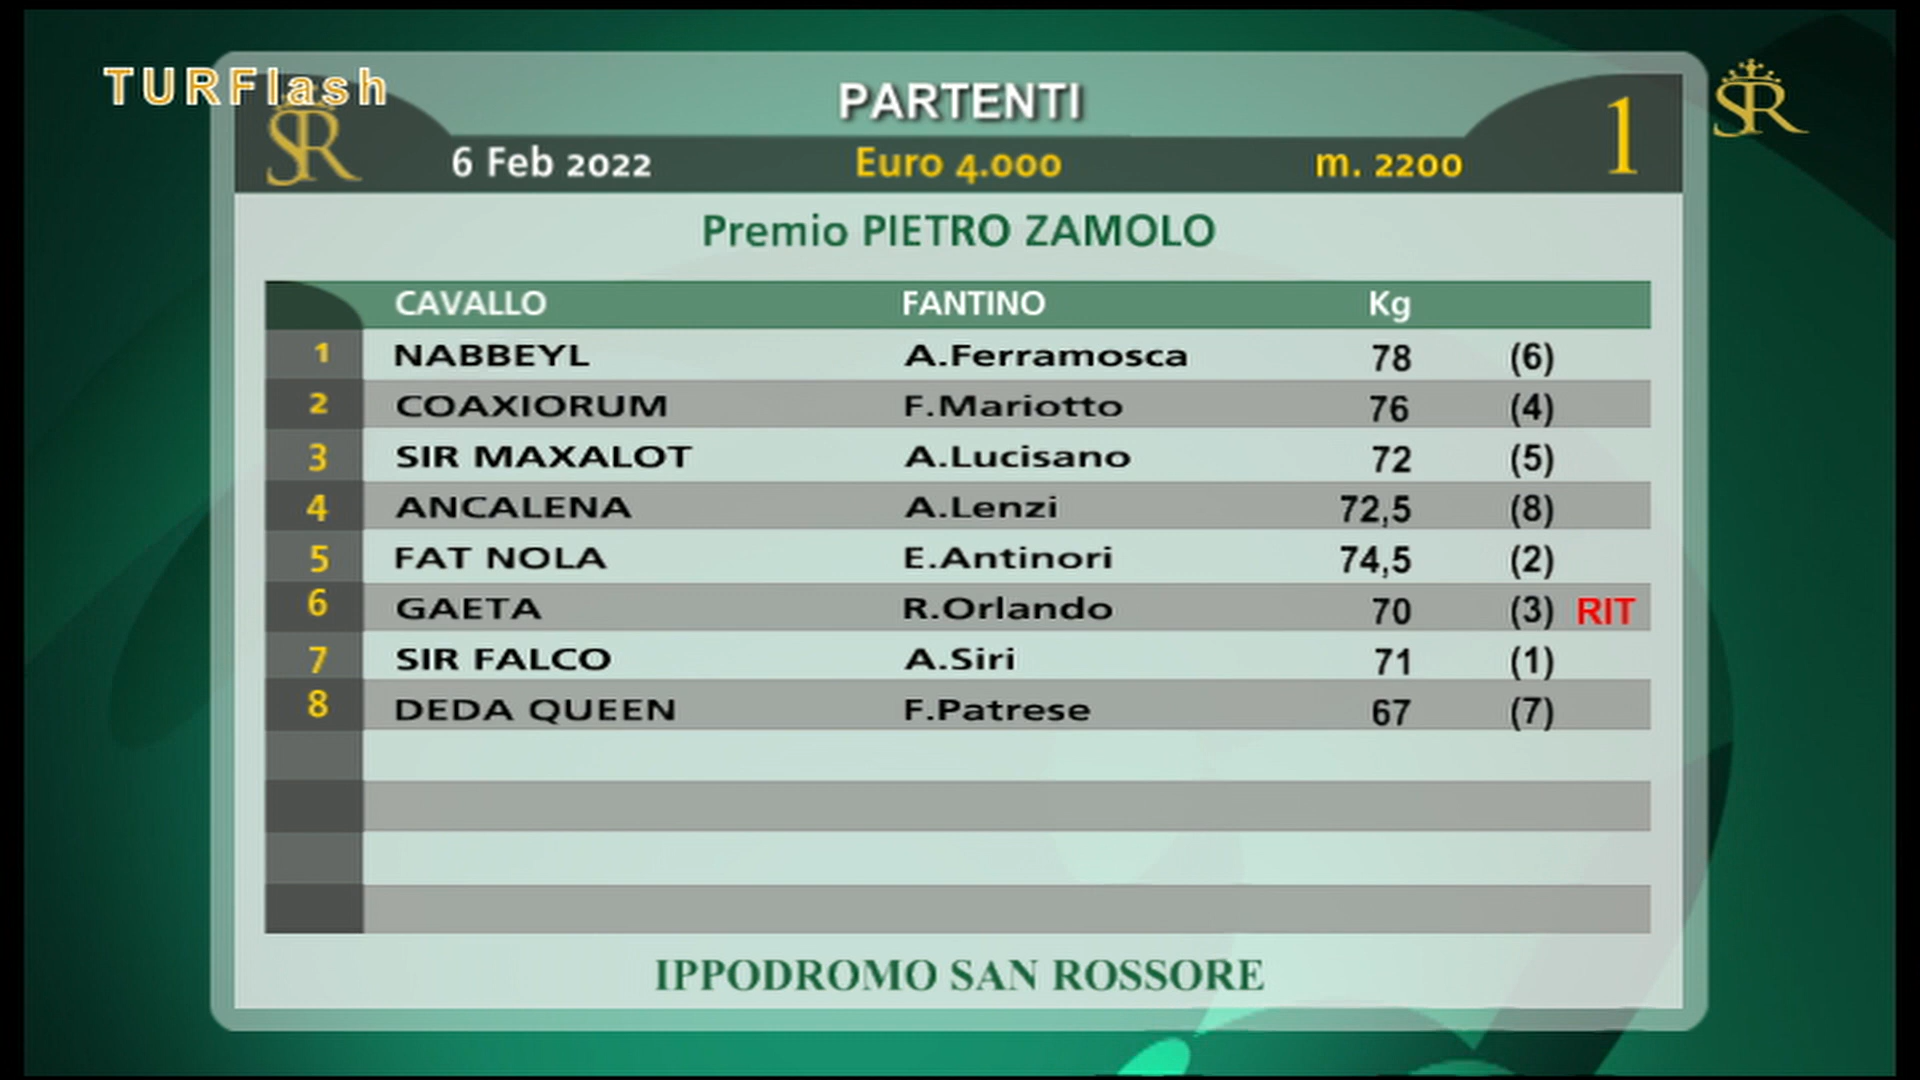 TURFlash
PARTENTI
SR
6 Feb 2022 Euro 4.000 m. 2200 1
SR
Premio PIETRO ZAMOLO
CAVALLO FANTINO Kg
1 NABBEYL A.Ferramosca 78 (6)
2 COAXIORUM F.Mariotto 76 (4)
3 SIR MAXALOT A.Lucisano 72 (5)
4 ANCALENA A.Lenzi 72,5 (8)
5 FAT NOLA E.Antinori 74,5 (2)
6 GAETA R.Orlando 70 (3) RIT
7 SIR FALCO A.Siri 71 (1)
8 DEDA QUEEN F.Patrese 67 (7)
IPPODROMO SAN ROSSORE